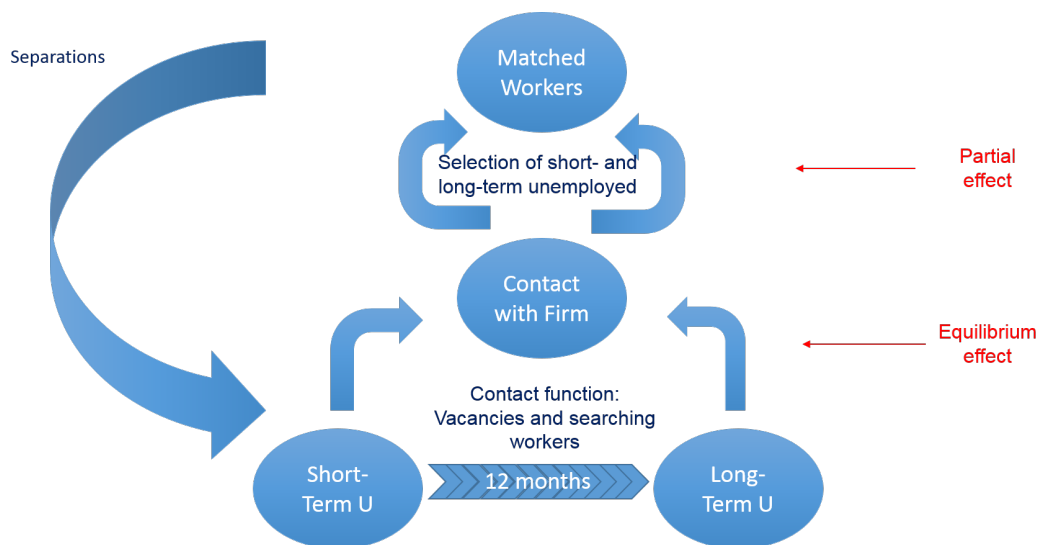 Separations
Matched
Workers
Selection of short- and
long-term unemployed
Partial
effect
Contact
with Firm
Equilibrium
effect
Contact function:
Vacancies and searching
workers
Short-
Term U
12 months
Long-
Term U